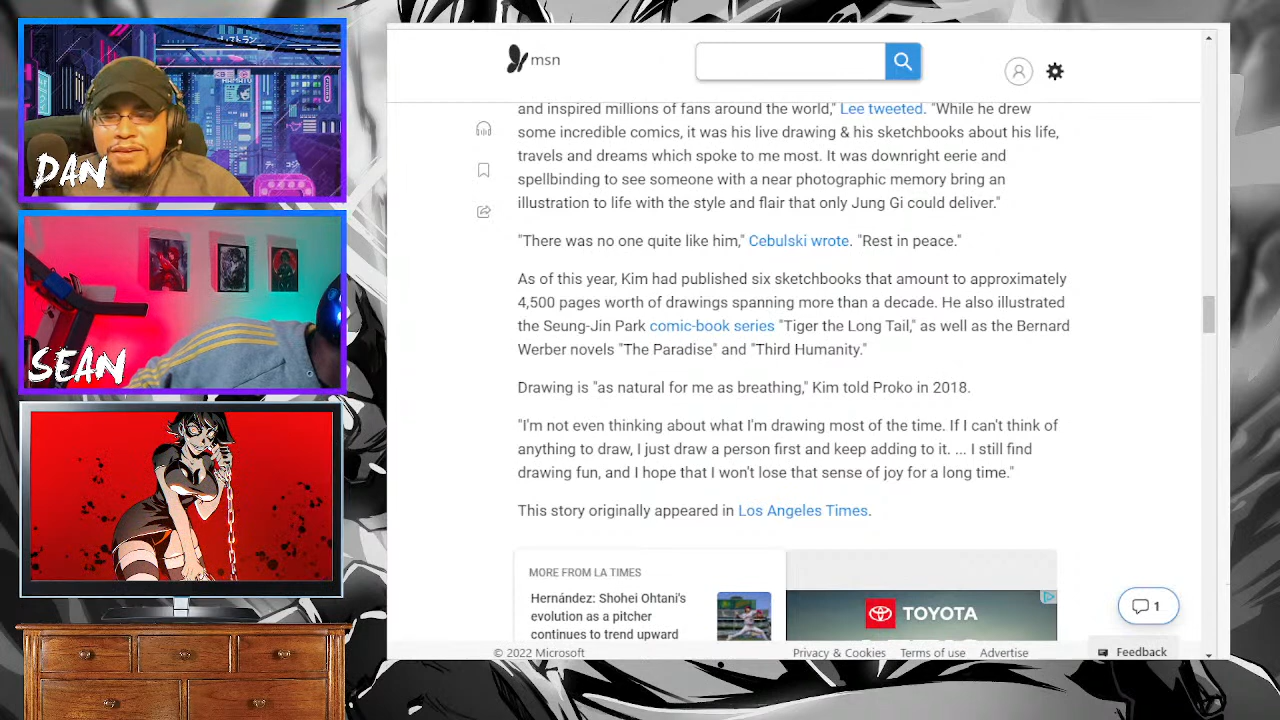 DAN
SEAN
msn
and inspired millions of fans around the world," Lee tweeted. "While he drew
some incredible comics, it was his live drawing & his sketchbooks about his life,
travels and dreams which spoke to me most. It was downright eerie and
spellbinding to see someone with a near photographic memory bring an
illustration to life with the style and flair that only Jung Gi could deliver."
"There was no one quite like him," Cebulski wrote. "Rest in peace."
As of this year, Kim had published six sketchbooks that amount to approximately
4,500 pages worth of drawings spanning more than a decade. He also illustrated
the Seung-Jin Park comic-book series "Tiger the Long Tail," as well as the Bernard
Werber novels "The Paradise" and "Third Humanity."
Drawing is "as natural for me as breathing," Kim told Proko in 2018.
"I'm not even thinking about what I'm drawing most of the time. If I can't think of
anything to draw, I just draw a person first and keep adding to it. ... I still find
drawing fun, and I hope that I won't lose that sense of joy for a long time."
This story originally appeared in Los Angeles Times.
MORE FROM LA TIMES
Hernández: Shohei Ohtani's
evolution as a pitcher
continues to trend upward
TOYOTA
1
© 2022 Microsoft
Privacy & Cookies
Terms of use
Advertise
Feedback